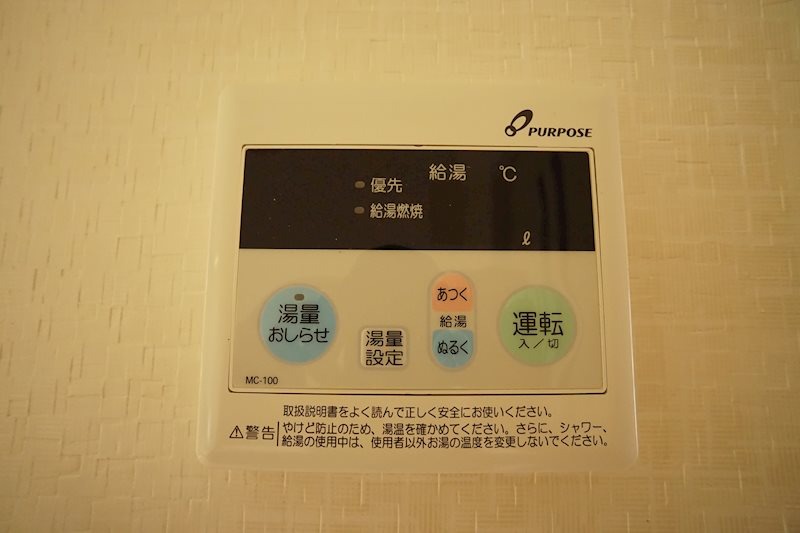 PURPOSE
給湯 ℃
優先
給湯燃焼
ℓ
湯量
おしらせ
湯量
設定
あつく
給湯
ぬるく
運転
入／切
MC-100
取扱説明書をよく読んで正しく安全にお使いください。
⚠警告
やけど防止のため、湯温を確かめてください。さらに、シャワー、
給湯の使用中は、使用者以外お湯の温度を変更しないでください。